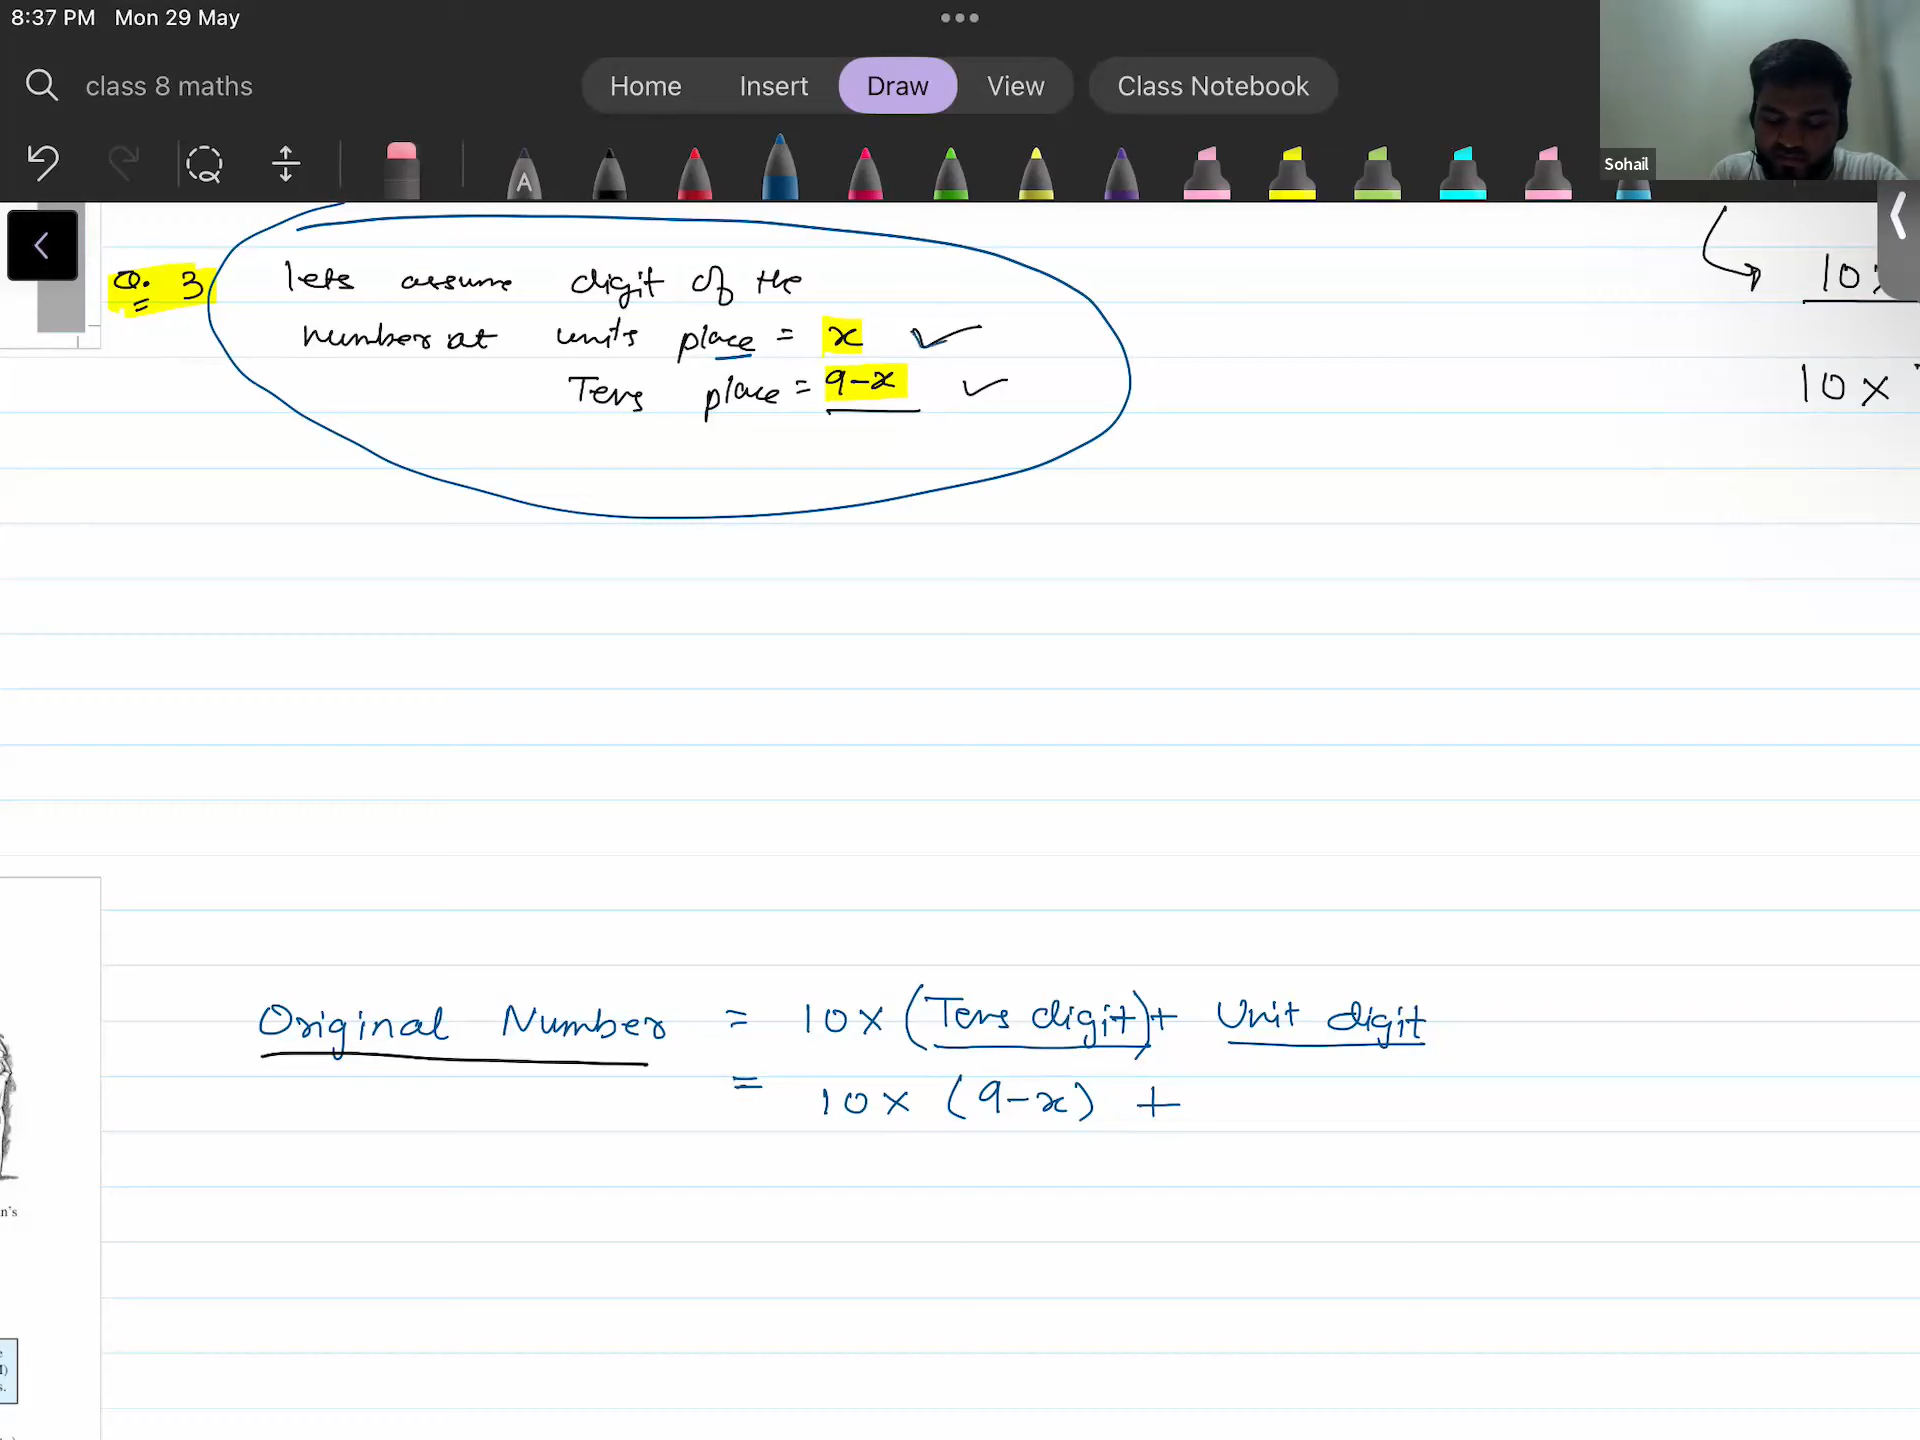 8:37 PM Mon 29 May
class 8 maths
Home Insert Draw View Class Notebook
A
Sohail
Q. 3 lets assume digit of the
number at units place = x
Tens place = 9-x
10x
10 x
Original Number = 10 x (Tens digit) + Unit digit
= 10 x (9-x) +
n's
e
)
s.